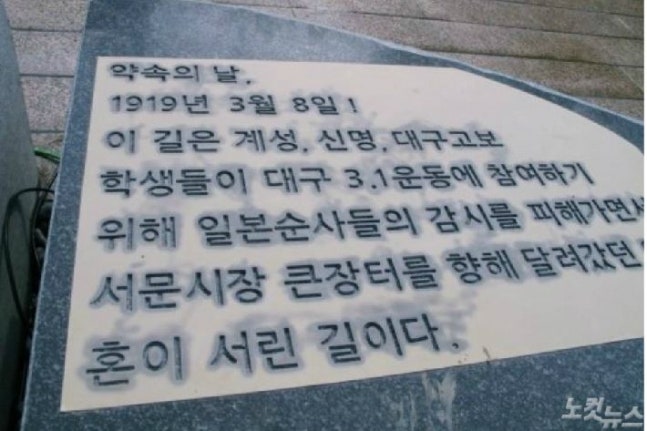 약속의 날,
1919년 3월 8일!
이 길은 계성, 신명, 대구고보
학생들이 대구 3.1운동에 참여하기
위해 일본순사들의 감시를 피해가면서
서문시장 큰장터를 향해 달려갔던
혼이 서린 길이다.
노컷
뉴스